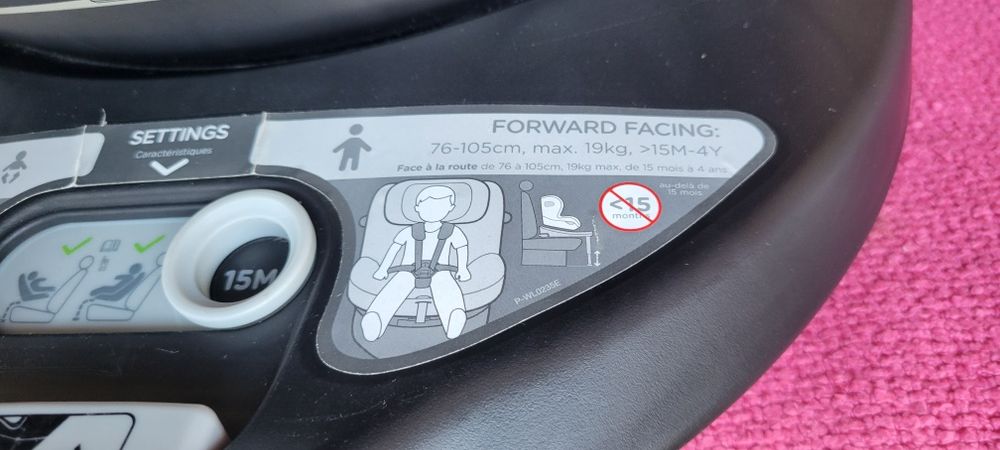 SETTINGS
Caractéristiques
FORWARD FACING:
76-105cm, max. 19kg, >15M-4Y
Face à la route de 76 à 105cm, 19kg max. de 15 mois à 4 ans.
<15
months
au-delà de
15 mois
15M
P-WL0235E